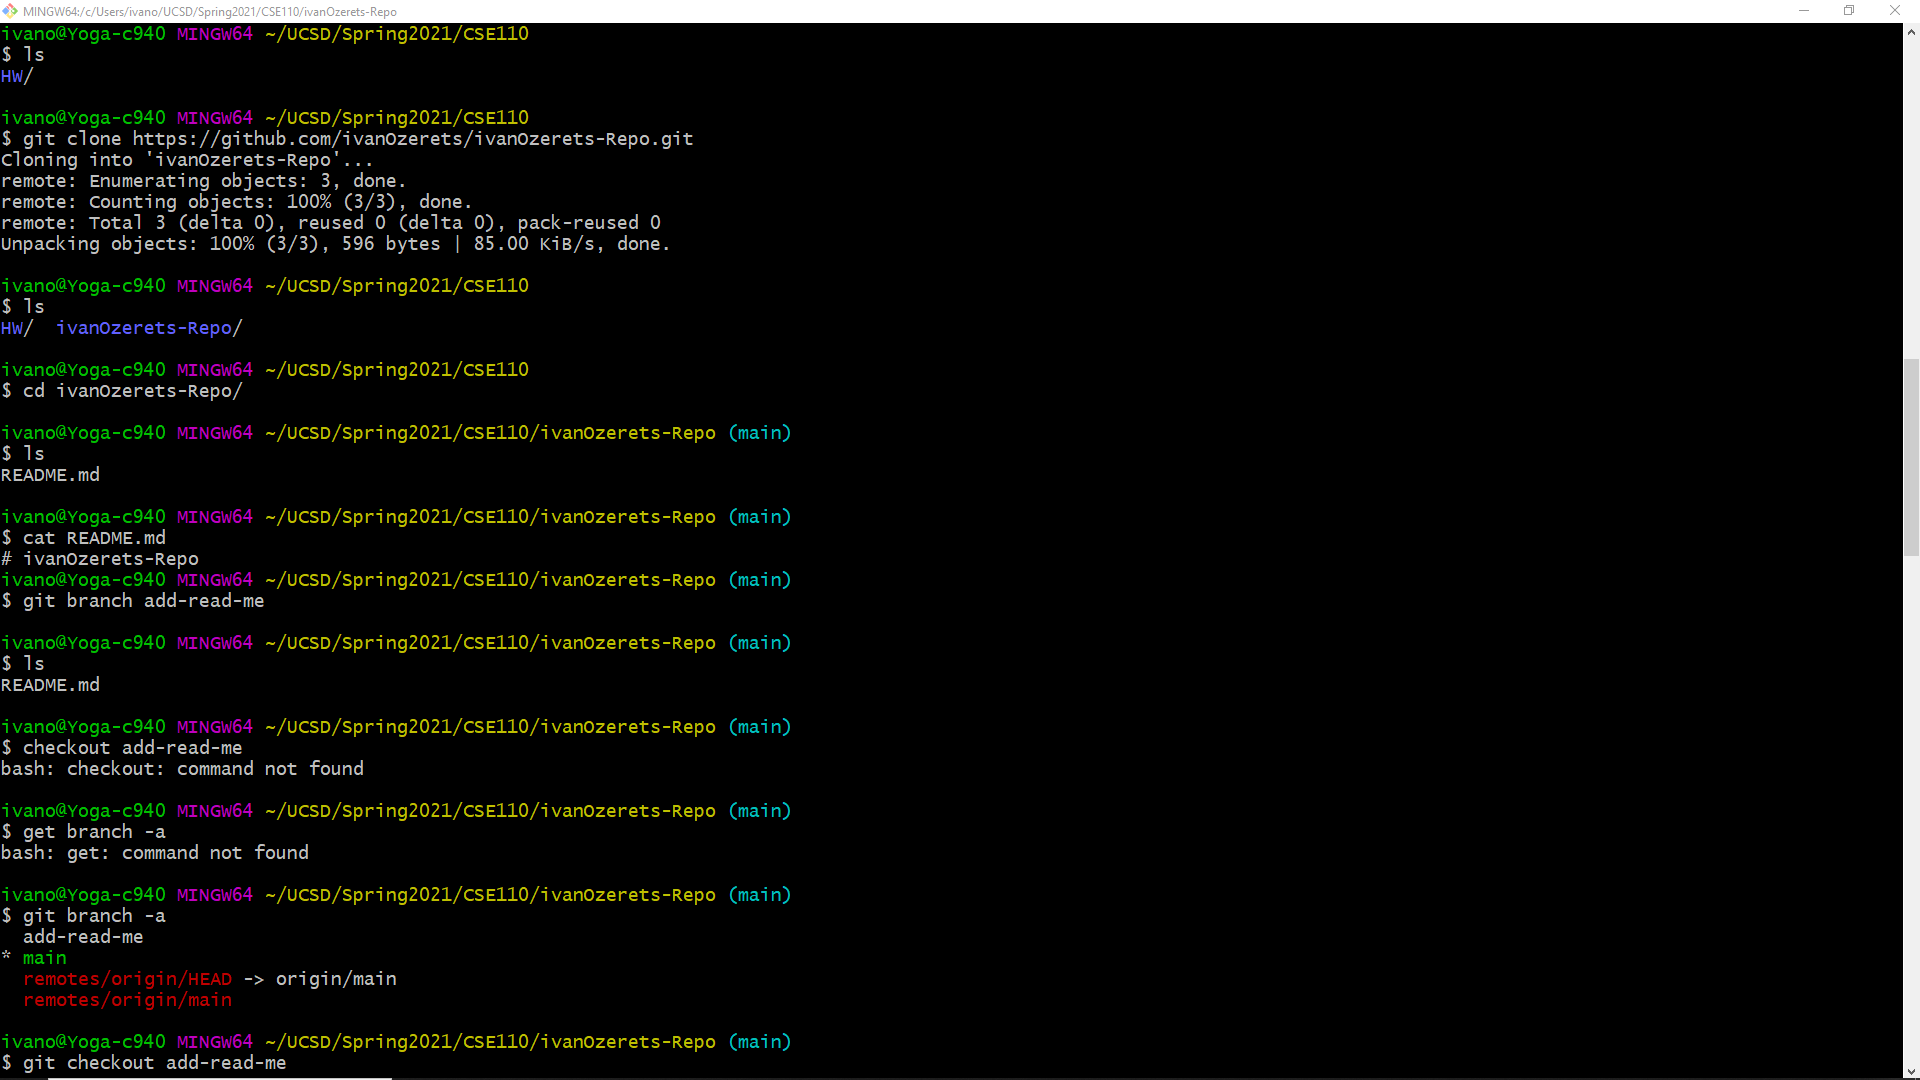 MINGW64:/c/Users/ivano/UCSD/Spring2021/CSE110/ivanOzerets-Repo
ivano@Yoga-c940 MINGW64 ~/UCSD/Spring2021/CSE110
$ ls
HW/
ivano@Yoga-c940 MINGW64 ~/UCSD/Spring2021/CSE110
$ git clone https://github.com/ivanOzerets/ivanOzerets-Repo.git
Cloning into 'ivanOzerets-Repo'...
remote: Enumerating objects: 3, done.
remote: Counting objects: 100% (3/3), done.
remote: Total 3 (delta 0), reused 0 (delta 0), pack-reused 0
Unpacking objects: 100% (3/3), 596 bytes | 85.00 KiB/s, done.
ivano@Yoga-c940 MINGW64 ~/UCSD/Spring2021/CSE110
$ ls
HW/  ivanOzerets-Repo/
ivano@Yoga-c940 MINGW64 ~/UCSD/Spring2021/CSE110
$ cd ivanOzerets-Repo/
ivano@Yoga-c940 MINGW64 ~/UCSD/Spring2021/CSE110/ivanOzerets-Repo (main)
$ ls
README.md
ivano@Yoga-c940 MINGW64 ~/UCSD/Spring2021/CSE110/ivanOzerets-Repo (main)
$ cat README.md
# ivanOzerets-Repo
ivano@Yoga-c940 MINGW64 ~/UCSD/Spring2021/CSE110/ivanOzerets-Repo (main)
$ git branch add-read-me
ivano@Yoga-c940 MINGW64 ~/UCSD/Spring2021/CSE110/ivanOzerets-Repo (main)
$ ls
README.md
ivano@Yoga-c940 MINGW64 ~/UCSD/Spring2021/CSE110/ivanOzerets-Repo (main)
$ checkout add-read-me
bash: checkout: command not found
ivano@Yoga-c940 MINGW64 ~/UCSD/Spring2021/CSE110/ivanOzerets-Repo (main)
$ get branch -a
bash: get: command not found
ivano@Yoga-c940 MINGW64 ~/UCSD/Spring2021/CSE110/ivanOzerets-Repo (main)
$ git branch -a
  add-read-me
* main
  remotes/origin/HEAD -> origin/main
  remotes/origin/main
ivano@Yoga-c940 MINGW64 ~/UCSD/Spring2021/CSE110/ivanOzerets-Repo (main)
$ git checkout add-read-me